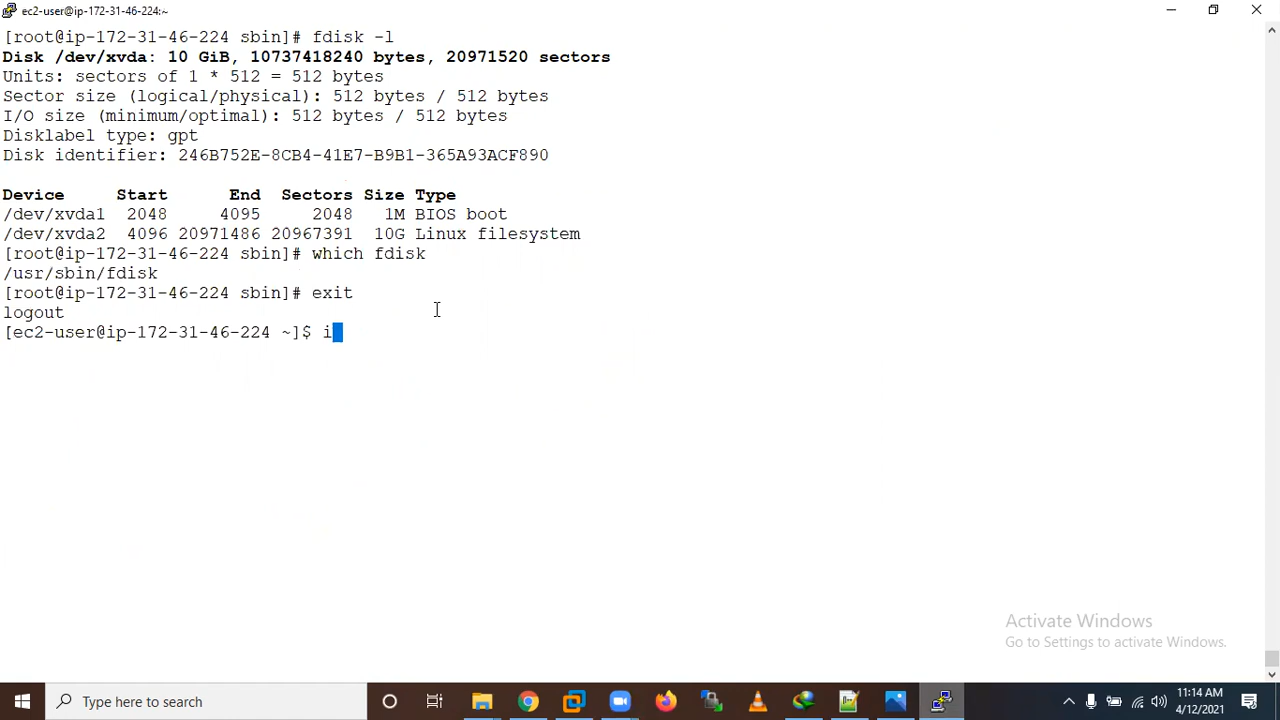 ec2-user@ip-172-31-46-224:~
[root@ip-172-31-46-224 sbin]# fdisk -l
Disk /dev/xvda: 10 GiB, 10737418240 bytes, 20971520 sectors
Units: sectors of 1 * 512 = 512 bytes
Sector size (logical/physical): 512 bytes / 512 bytes
I/O size (minimum/optimal): 512 bytes / 512 bytes
Disklabel type: gpt
Disk identifier: 246B752E-8CB4-41E7-B9B1-365A93ACF890
Device Start End Sectors Size Type
/dev/xvda1 2048 4095 2048 1M BIOS boot
/dev/xvda2 4096 20971486 20967391 10G Linux filesystem
[root@ip-172-31-46-224 sbin]# which fdisk
/usr/sbin/fdisk
[root@ip-172-31-46-224 sbin]# exit
logout
[ec2-user@ip-172-31-46-224 ~]$ i
Activate Windows
Go to Settings to activate Windows.
Type here to search
11:14 AM
4/12/2021